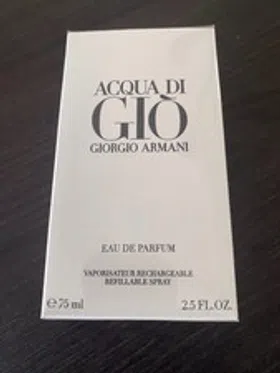 ACQUA DI
GIÒ
GIORGIO ARMANI
EAU DE PARFUM
VAPORISATEUR RECHARGEABLE
REFILLABLE SPRAY
℮ 75 ml 2.5 FL. OZ.